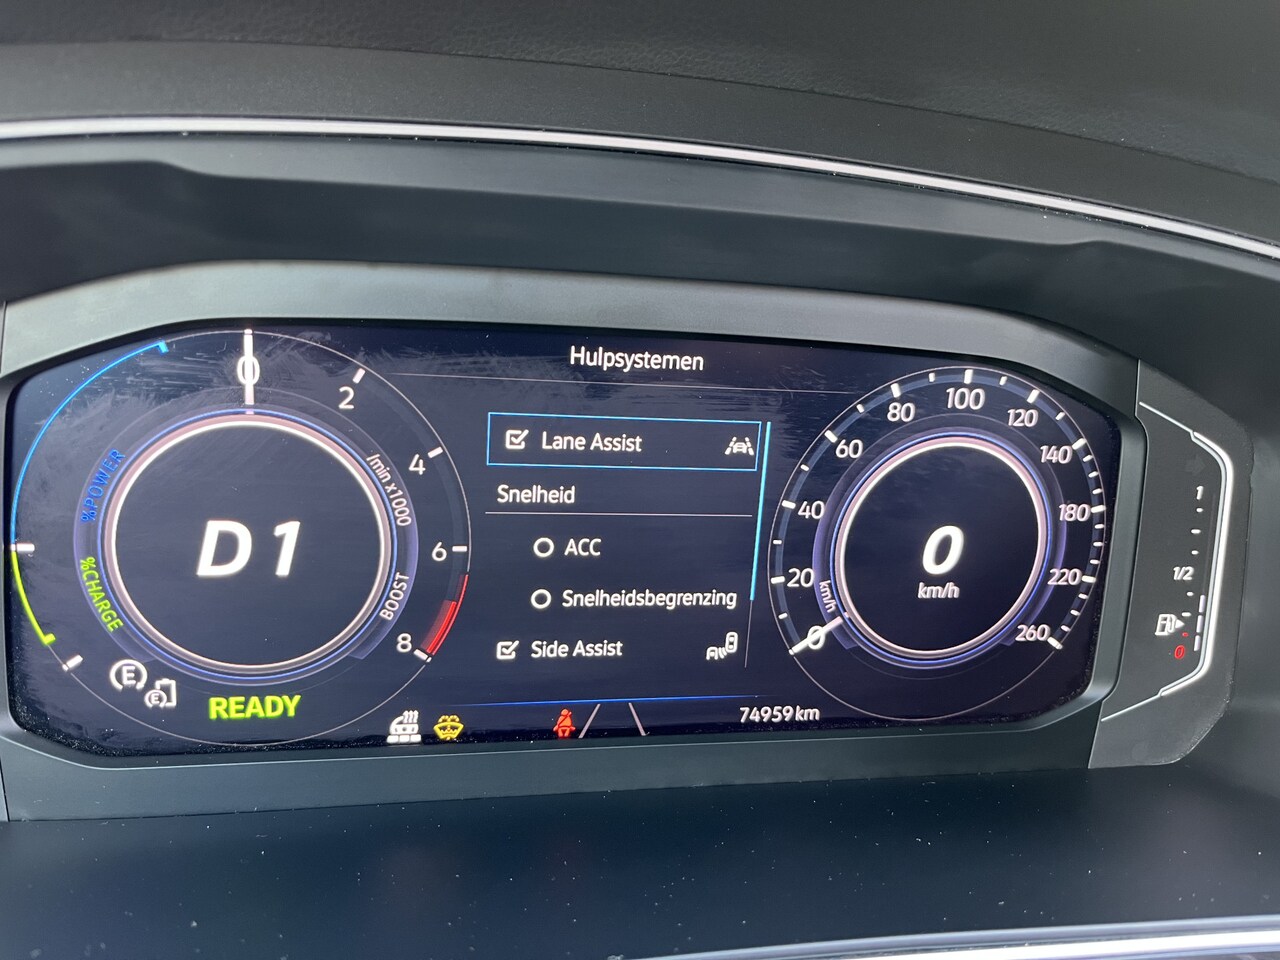 Hulpsystemen
Lane Assist
Snelheid
ACC
Snelheidsbegrenzing
Side Assist
74959 km
0
2
4
6
8
/min x1000
BOOST
%POWER
%CHARGE
D1
E
E
READY
0
20
40
60
80
100
120
140
180
220
260
km/h
0
km/h
1
1/2
0